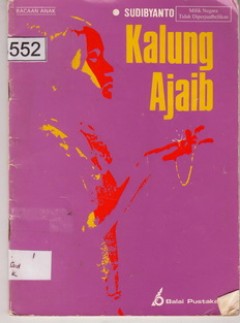 BACAAN ANAK
• SUDIBYANTO
Milik Negara
Tidak Diperdagangkan
552
Kalung
Ajaib
Balai Pustaka